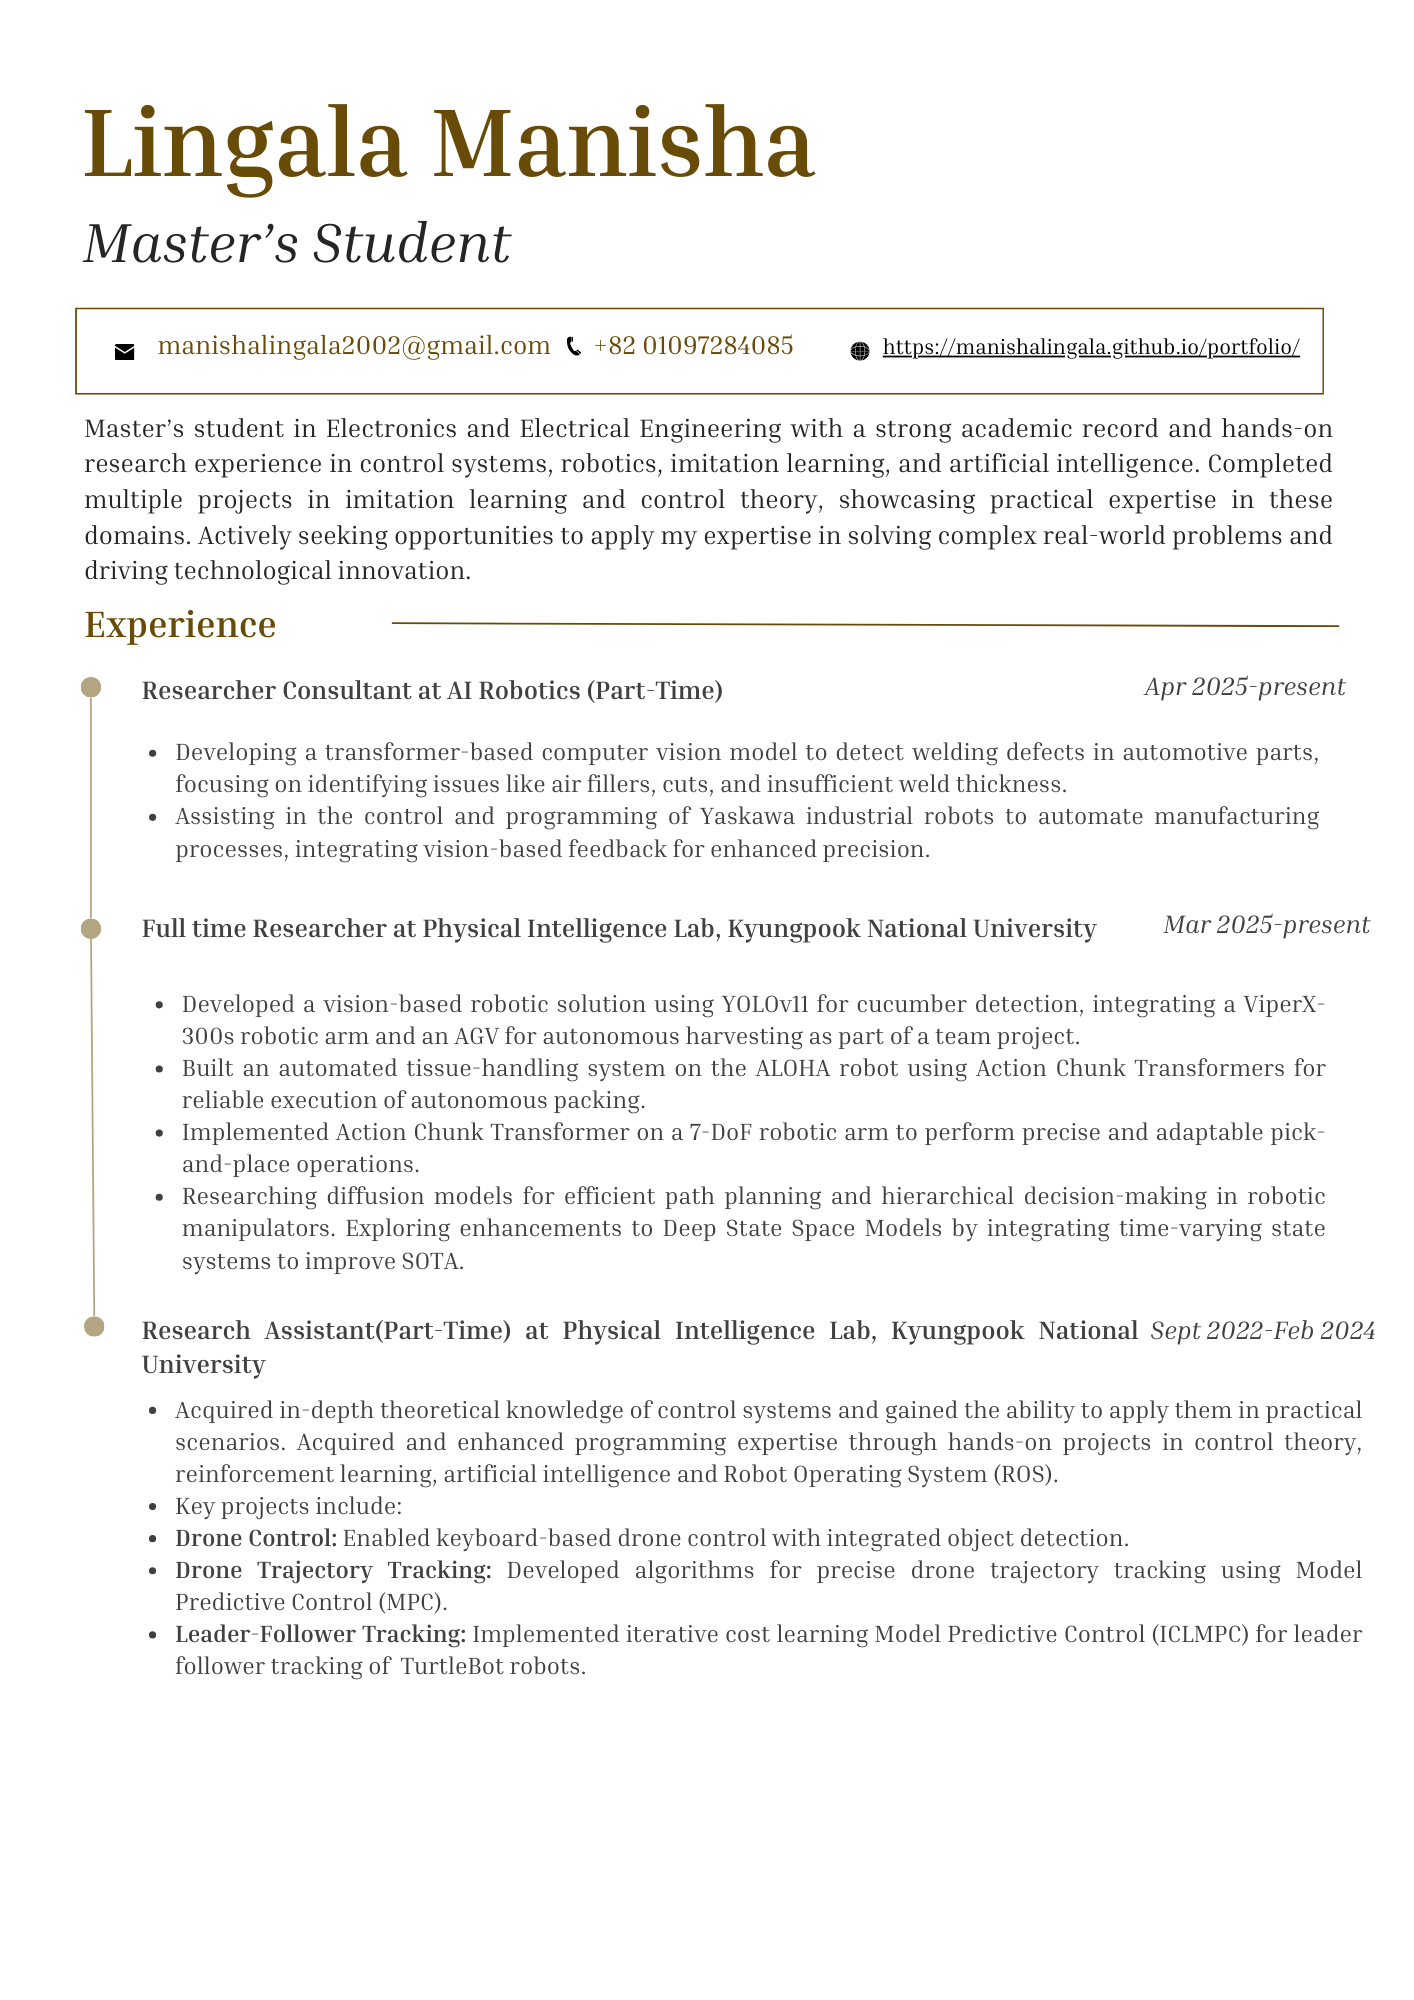 Lingala Manisha
Master’s Student
manishalingala2002@gmail.com +82 01097284085 https://manishalingala.github.io/portfolio/
Master’s student in Electronics and Electrical Engineering with a strong academic record and hands-on
research experience in control systems, robotics, imitation learning, and artificial intelligence. Completed
multiple projects in imitation learning and control theory, showcasing practical expertise in these
domains. Actively seeking opportunities to apply my expertise in solving complex real-world problems and
driving technological innovation.
Experience
Researcher Consultant at AI Robotics (Part-Time) Apr 2025-present
• Developing a transformer-based computer vision model to detect welding defects in automotive parts,
focusing on identifying issues like air fillers, cuts, and insufficient weld thickness.
• Assisting in the control and programming of Yaskawa industrial robots to automate manufacturing
processes, integrating vision-based feedback for enhanced precision.
Full time Researcher at Physical Intelligence Lab, Kyungpook National University Mar 2025-present
• Developed a vision-based robotic solution using YOLOv11 for cucumber detection, integrating a ViperX-
300s robotic arm and an AGV for autonomous harvesting as part of a team project.
• Built an automated tissue-handling system on the ALOHA robot using Action Chunk Transformers for
reliable execution of autonomous packing.
• Implemented Action Chunk Transformer on a 7-DoF robotic arm to perform precise and adaptable pick-
and-place operations.
• Researching diffusion models for efficient path planning and hierarchical decision-making in robotic
manipulators. Exploring enhancements to Deep State Space Models by integrating time-varying state
systems to improve SOTA.
Research Assistant(Part-Time) at Physical Intelligence Lab, Kyungpook National Sept 2022-Feb 2024
University
• Acquired in-depth theoretical knowledge of control systems and gained the ability to apply them in practical
scenarios. Acquired and enhanced programming expertise through hands-on projects in control theory,
reinforcement learning, artificial intelligence and Robot Operating System (ROS).
• Key projects include:
• Drone Control: Enabled keyboard-based drone control with integrated object detection.
• Drone Trajectory Tracking: Developed algorithms for precise drone trajectory tracking using Model
Predictive Control (MPC).
• Leader-Follower Tracking: Implemented iterative cost learning Model Predictive Control (ICLMPC) for leader
follower tracking of TurtleBot robots.